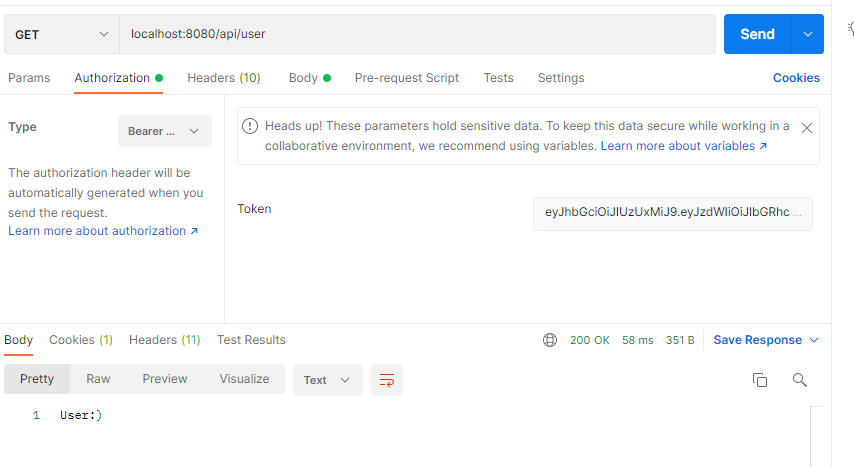 GET
localhost:8080/api/user
Send
Params Authorization Headers (10) Body Pre-request Script Tests Settings Cookies
Type
Bearer ...
The authorization header will be
automatically generated when you
send the request.
Learn more about authorization ↗
Heads up! These parameters hold sensitive data. To keep this data secure while working in a
collaborative environment, we recommend using variables. Learn more about variables ↗
Token
eyJhbGciOiJIUzUxMiJ9.eyJzdWIiOiJlbGRhc ...
Body Cookies (1) Headers (11) Test Results 200 OK 58 ms 351 B Save Response
Pretty Raw Preview Visualize Text
1 User:)